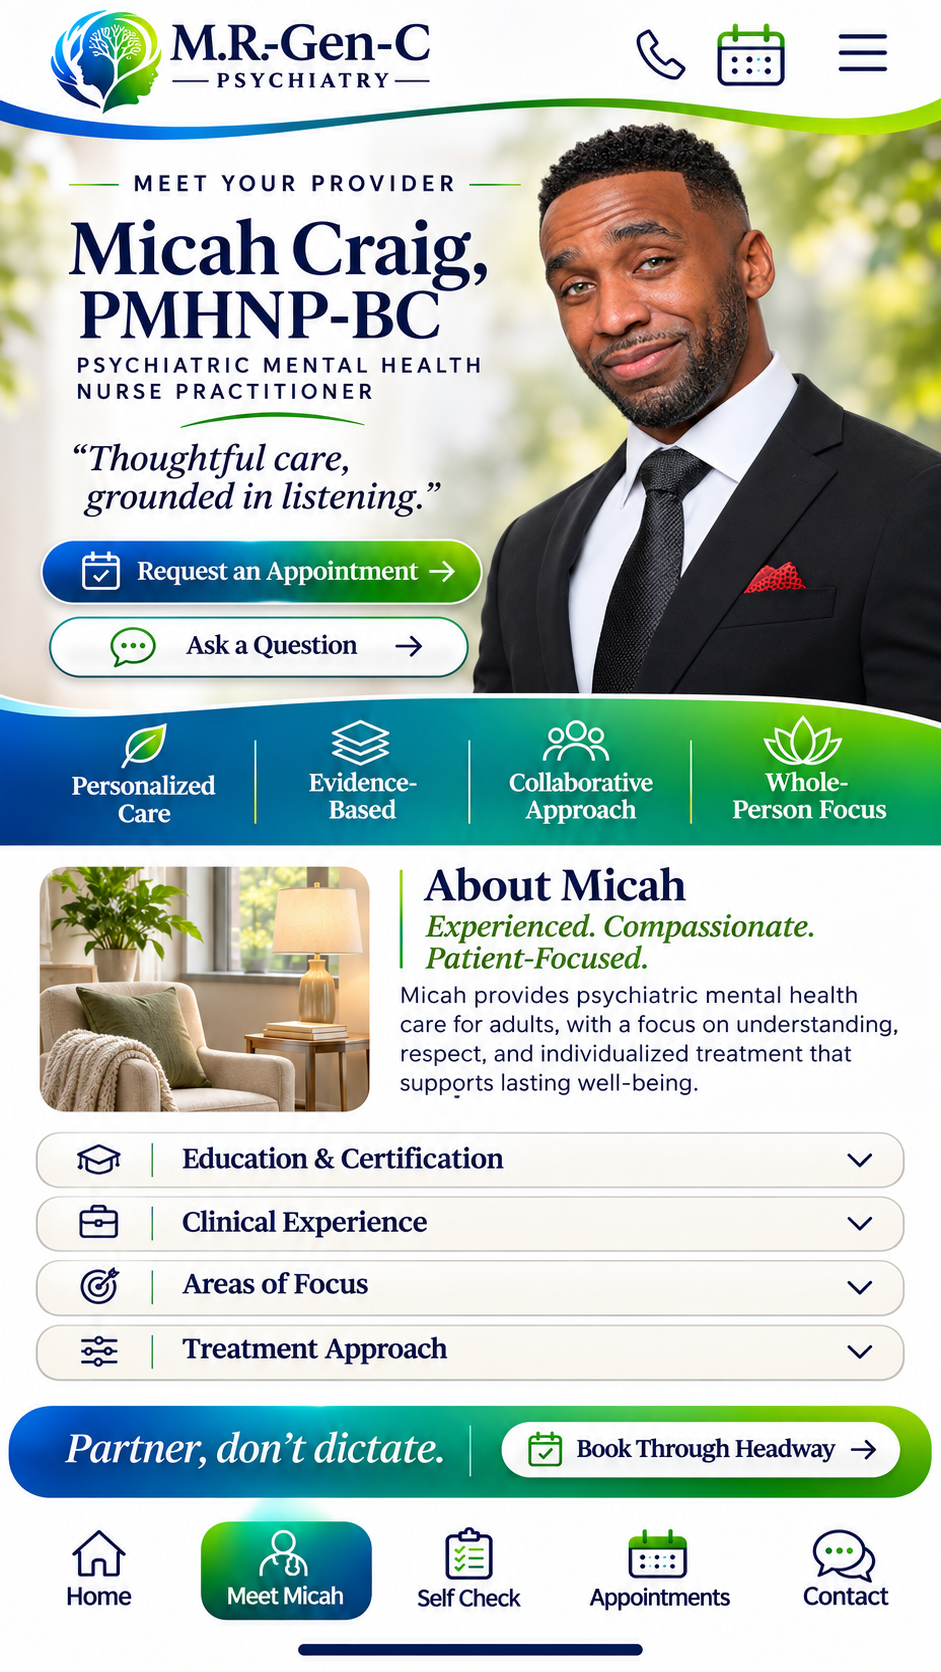 M.R.-Gen-C
PSYCHIATRY
MEET YOUR PROVIDER
Micah Craig,
PMHNP-BC
PSYCHIATRIC MENTAL HEALTH
NURSE PRACTITIONER
“Thoughtful care,
grounded in listening.”
Request an Appointment
Ask a Question
Personalized
Care
Evidence-
Based
Collaborative
Approach
Whole-
Person Focus
About Micah
Experienced. Compassionate.
Patient-Focused.
Micah provides psychiatric mental health
care for adults, with a focus on understanding,
respect, and individualized treatment that
supports lasting well-being.
Education & Certification
Clinical Experience
Areas of Focus
Treatment Approach
Partner, don’t dictate.
Book Through Headway
Home
Meet Micah
Self Check
Appointments
Contact